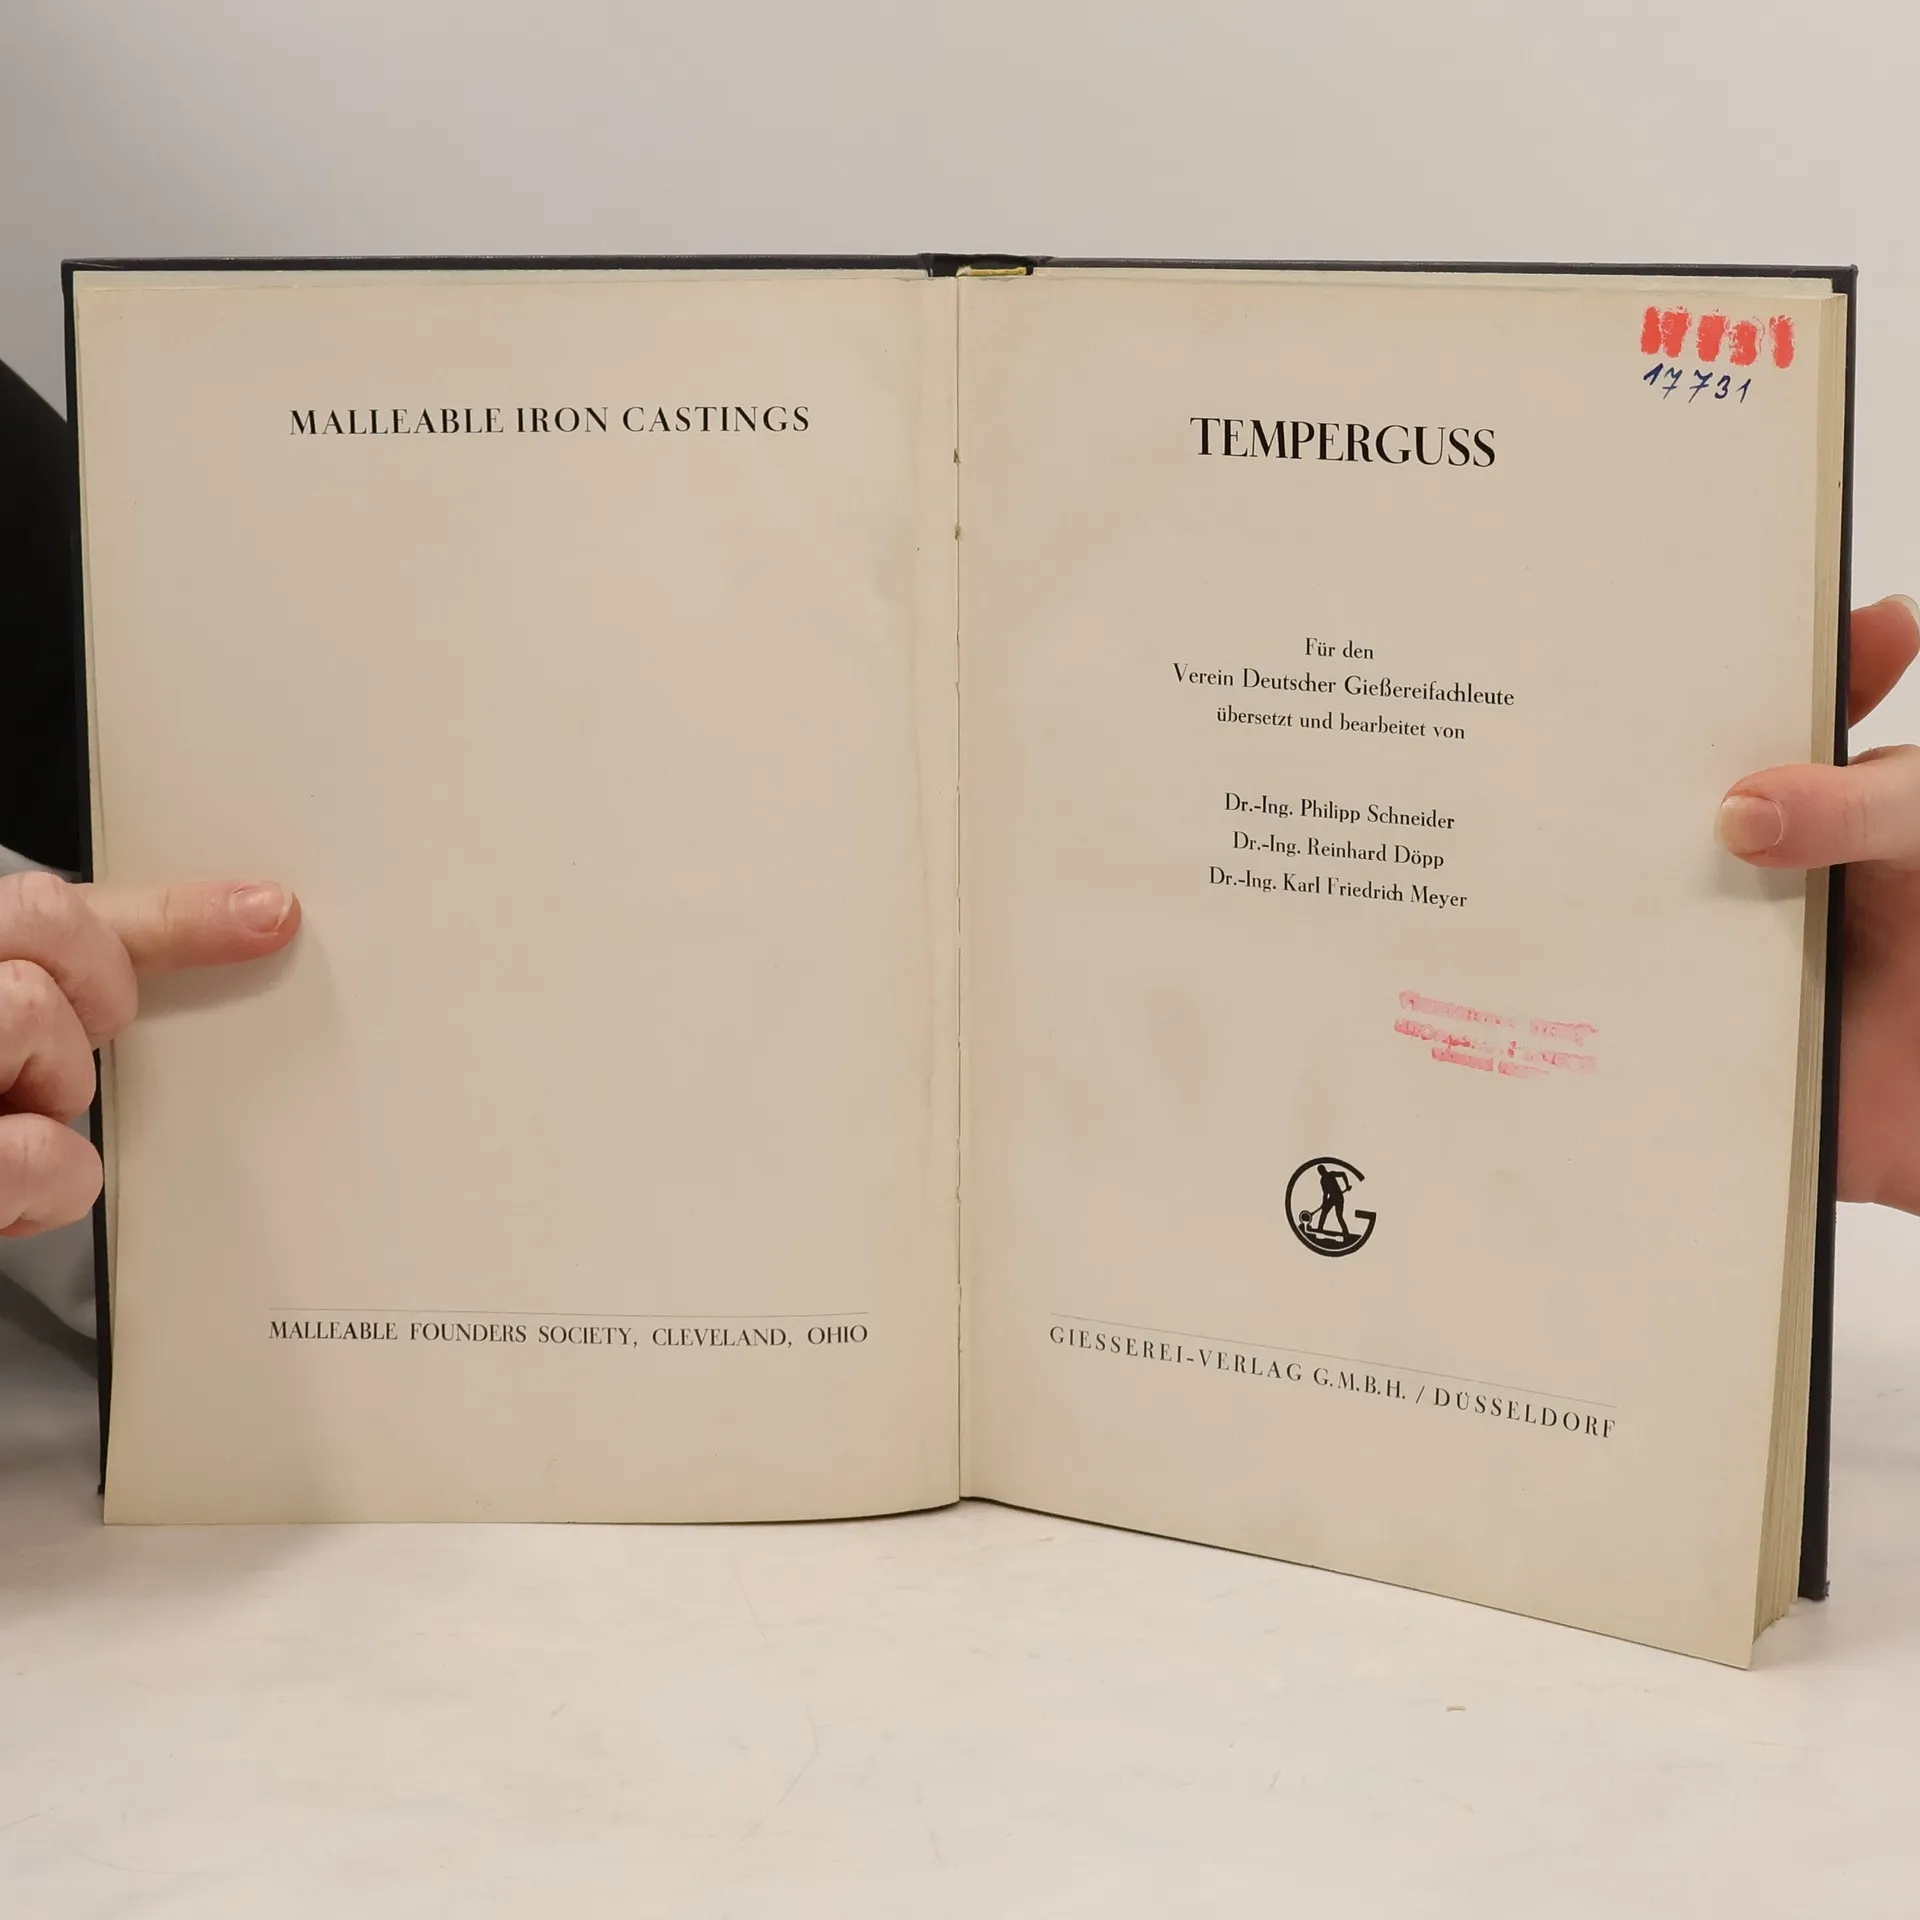 MALLEABLE IRON CASTINGS
MALLEABLE FOUNDERS SOCIETY, CLEVELAND, OHIO
17731
TEMPERGUSS
Für den
Verein Deutscher Gießereifachleute
übersetzt und bearbeitet von
Dr.-Ing. Philipp Schneider
Dr.-Ing. Reinhard Döpp
Dr.-Ing. Karl Friedrich Meyer
G
GIESSEREI-VERLAG G.M.B.H. / DÜSSELDORF